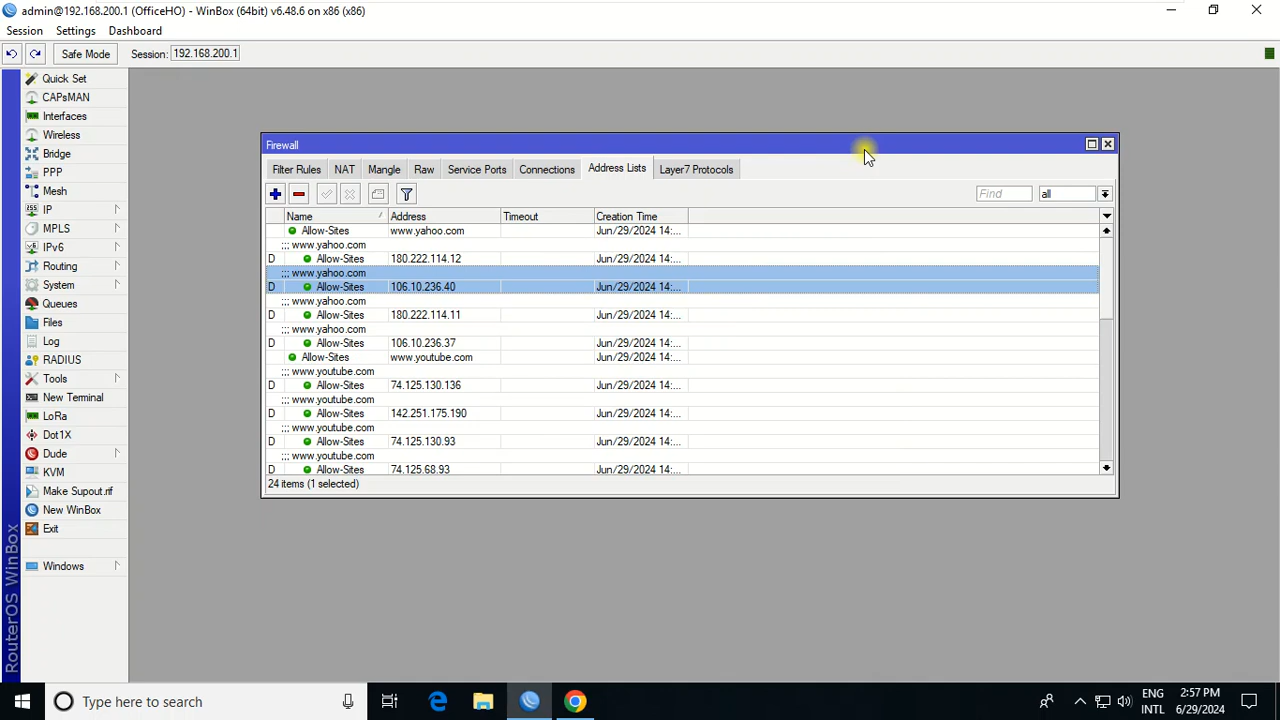 admin@192.168.200.1 (OfficeHO) - WinBox (64bit) v6.48.6 on x86 (x86)
Session Settings Dashboard
Safe Mode Session: 192.168.200.1
Quick Set
CAPsMAN
Interfaces
Wireless
Bridge
PPP
Mesh
IP
MPLS
IPv6
Routing
System
Queues
Files
Log
RADIUS
Tools
New Terminal
LoRa
Dot1X
Dude
KVM
Make Supout.rif
New WinBox
Exit
Windows
RouterOS WinBox
Firewall
Filter Rules NAT Mangle Raw Service Ports Connections Address Lists Layer7 Protocols
Find all
Name Address Timeout Creation Time
Allow-Sites www.yahoo.com Jun/29/2024 14:...
;;; www.yahoo.com
D Allow-Sites 180.222.114.12 Jun/29/2024 14:...
;;; www.yahoo.com
D Allow-Sites 106.10.236.40 Jun/29/2024 14:...
;;; www.yahoo.com
D Allow-Sites 180.222.114.11 Jun/29/2024 14:...
;;; www.yahoo.com
D Allow-Sites 106.10.236.37 Jun/29/2024 14:...
Allow-Sites www.youtube.com Jun/29/2024 14:...
;;; www.youtube.com
D Allow-Sites 74.125.130.136 Jun/29/2024 14:...
;;; www.youtube.com
D Allow-Sites 142.251.175.190 Jun/29/2024 14:...
;;; www.youtube.com
D Allow-Sites 74.125.130.93 Jun/29/2024 14:...
;;; www.youtube.com
D Allow-Sites 74.125.68.93 Jun/29/2024 14:...
24 items (1 selected)
Type here to search
ENG
INTL
2:57 PM
6/29/2024